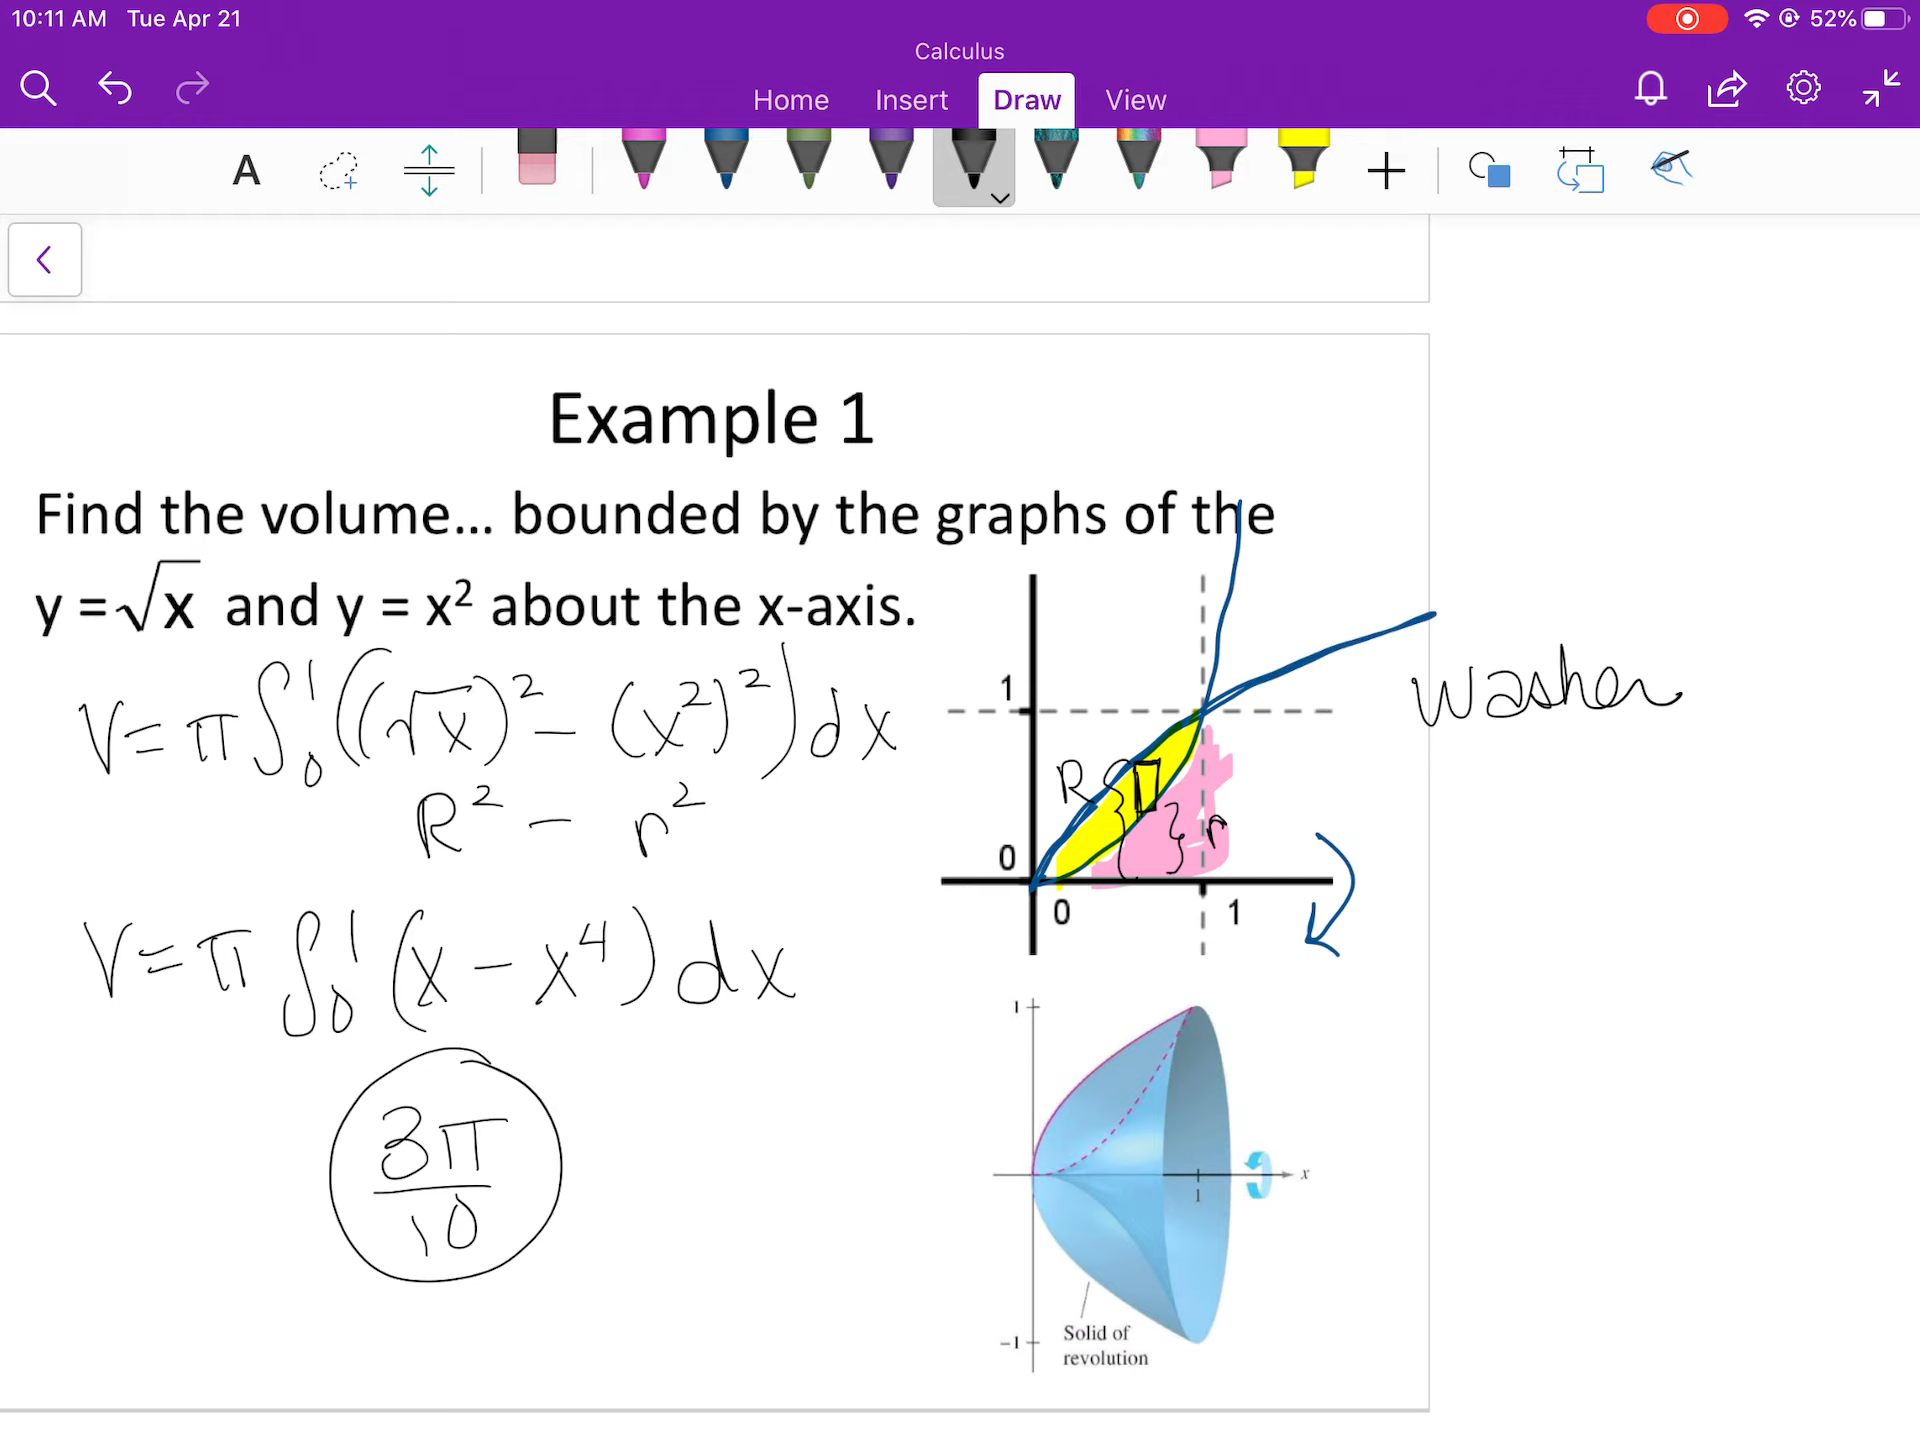 10:11 AM Tue Apr 21
52%
Calculus
Home Insert Draw View
A
Example 1
Find the volume... bounded by the graphs of the
y = √x and y = x² about the x-axis.
V = π ∫₀¹ ((√x)² − (x²)²) dx
R² − r²
V = π ∫₀¹ (x − x⁴) dx
3π
10
washer
1
R
r
0
0 1
1
x
1
Solid of
revolution
−1